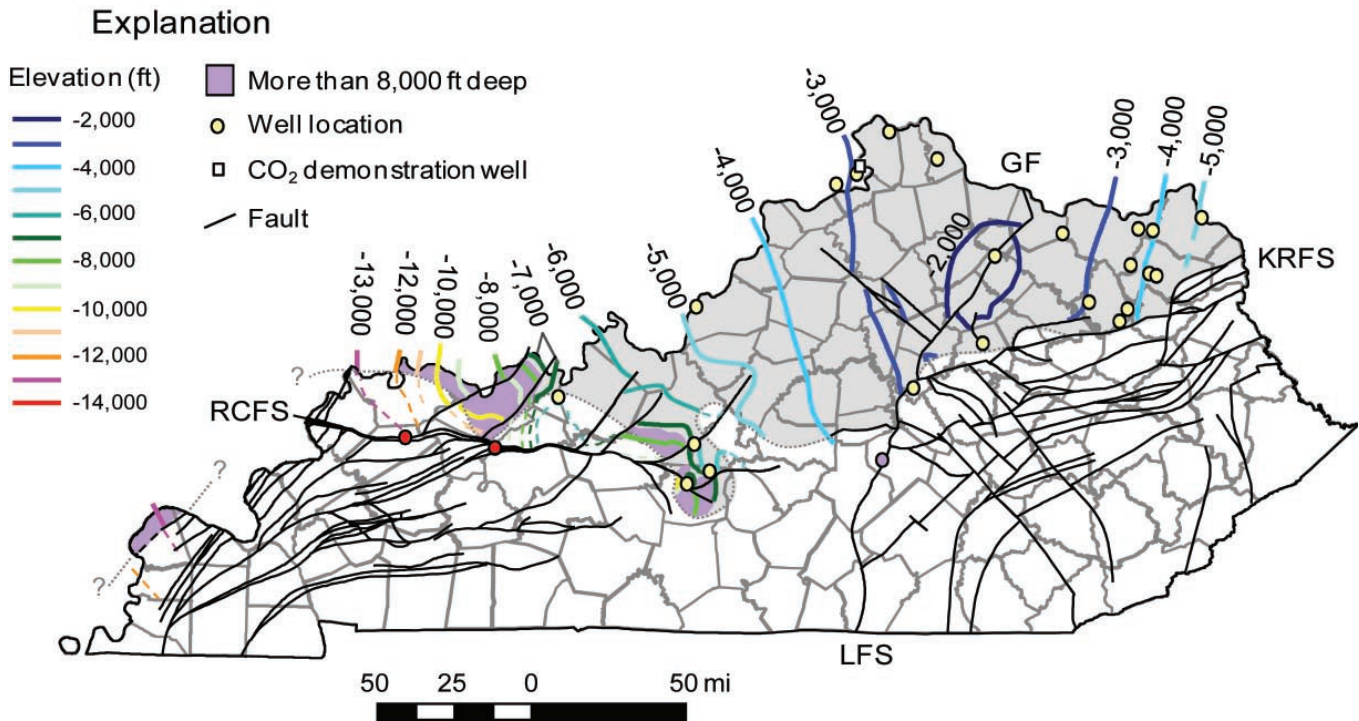 Explanation
Elevation (ft)
-2,000
-4,000
-6,000
-8,000
-10,000
-12,000
-14,000
More than 8,000 ft deep
Well location
CO₂ demonstration well
Fault
-13,000
-12,000
-10,000
-8,000
-7,000
-6,000
-5,000
-4,000
-3,000
-2,000
GF
-3,000
-4,000
-5,000
KRFS
?
RCFS
?
?
LFS
50 25 0 50 mi